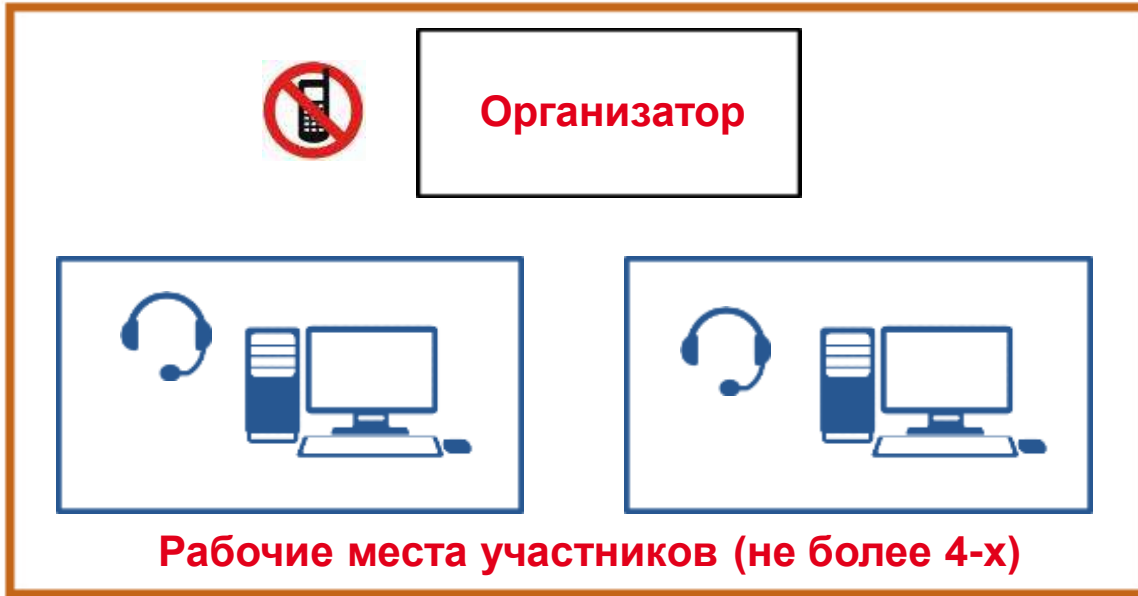 Организатор
Рабочие места участников (не более 4-х)